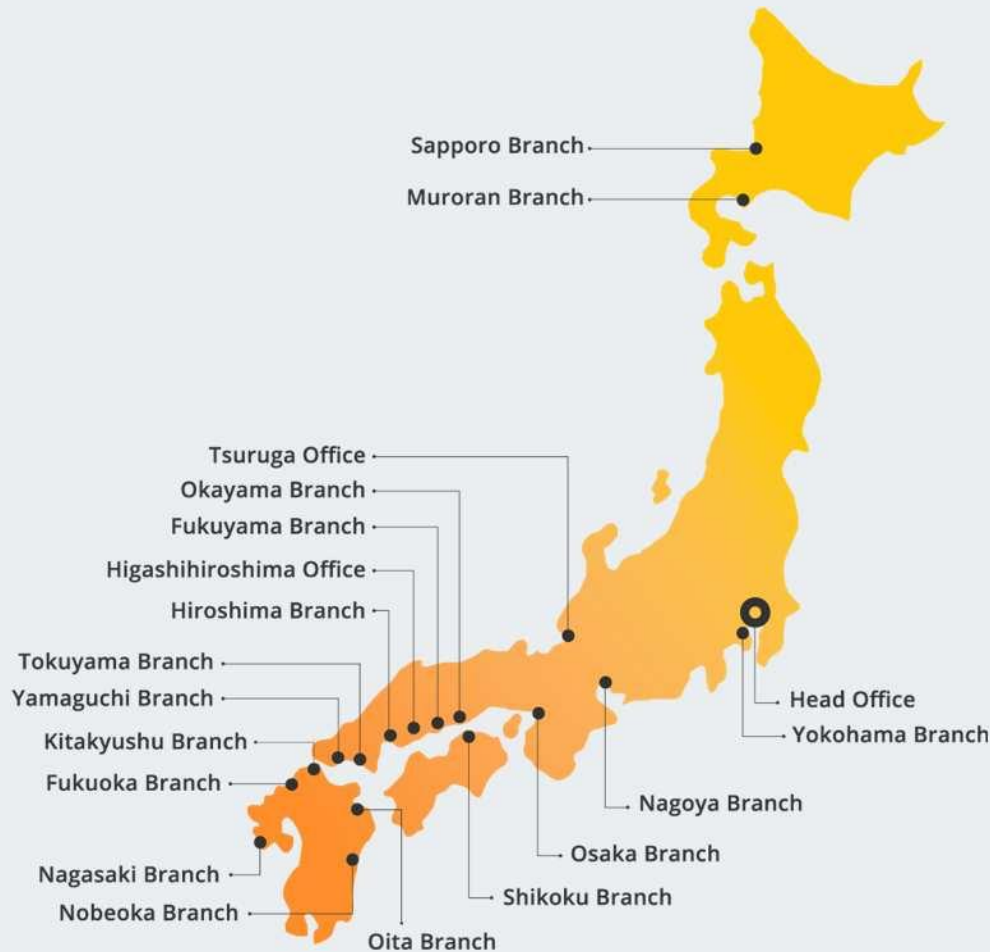 Sapporo Branch
Muroran Branch
Tsuruga Office
Okayama Branch
Fukuyama Branch
Higashihiroshima Office
Hiroshima Branch
Tokuyama Branch
Yamaguchi Branch
Kitakyushu Branch
Fukuoka Branch
Nagasaki Branch
Nobeoka Branch
Oita Branch
Shikoku Branch
Osaka Branch
Nagoya Branch
Head Office
Yokohama Branch